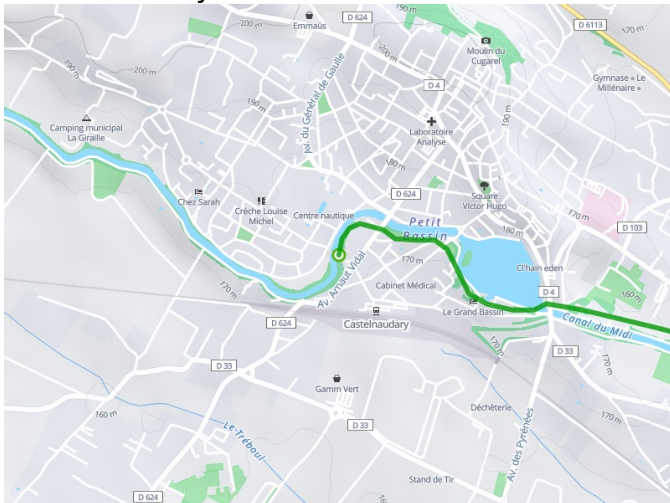 Emmaüs
D 624
D 6113
170 m
200 m
200 m
Moulin du
Cugarel
190 m
Av. du Général de Gaulle
D 4
Gymnase « Le
Millénaire »
190 m
190 m
Camping municipal
La Giraille
Laboratoire
Analyse
180 m
D 624
Chez Sarah
Square
Victor Hugo
Crèche Louise
Michel
Centre nautique
Petit
Bassin
170 m
D 103
180 m
170 m
Cl'hain eden
Av. Arnaut Vidal
170 m
Cabinet Médical
D 4
160 m
Le Grand Bassin
D 624
Castelnaudary
Canal du Midi
170 m
D 33
D 33
170 m
Gamm Vert
170 m
160 m
Déchèterie
D 33
Le Tréboul
Av. des Pyrénées
Stand de Tir
D 624